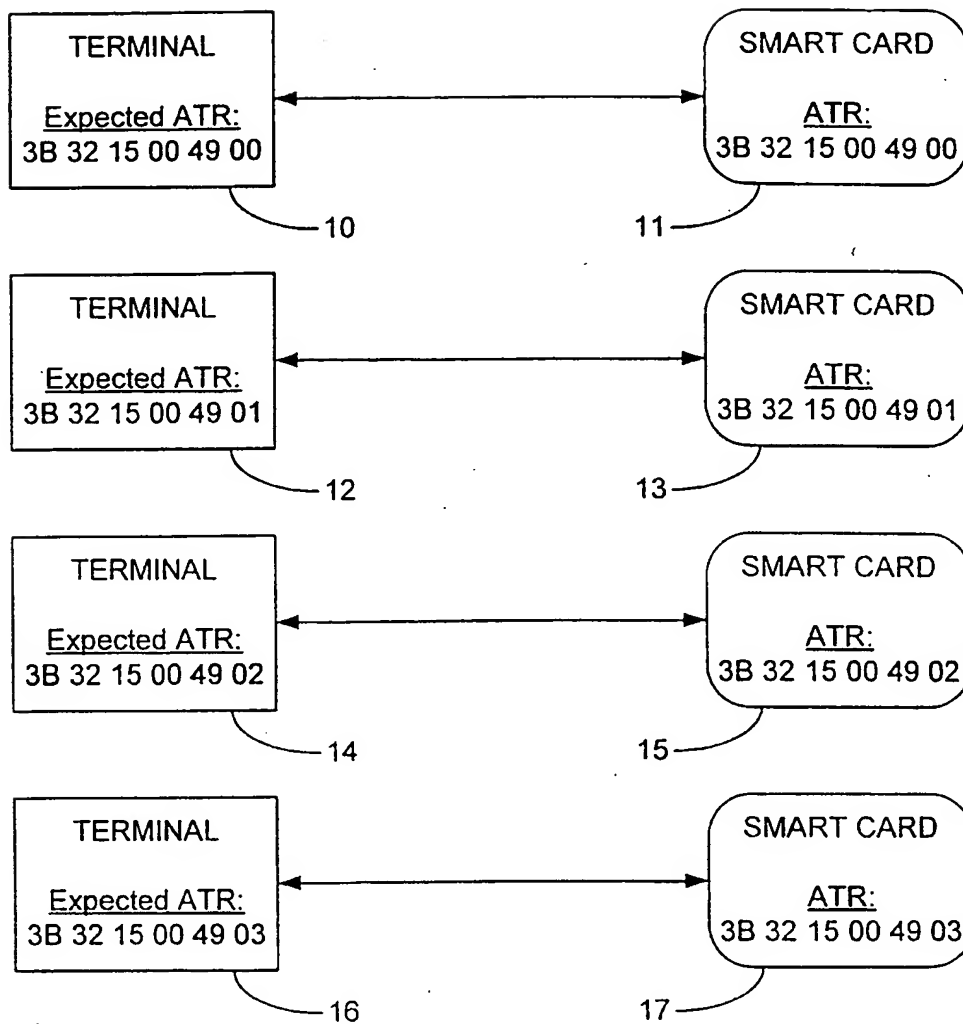 TERMINAL
Expected ATR:
3B 32 15 00 49 00
10
SMART CARD
ATR:
3B 32 15 00 49 00
11
TERMINAL
Expected ATR:
3B 32 15 00 49 01
12
SMART CARD
ATR:
3B 32 15 00 49 01
13
TERMINAL
Expected ATR:
3B 32 15 00 49 02
14
SMART CARD
ATR:
3B 32 15 00 49 02
15
TERMINAL
Expected ATR:
3B 32 15 00 49 03
16
SMART CARD
ATR:
3B 32 15 00 49 03
17